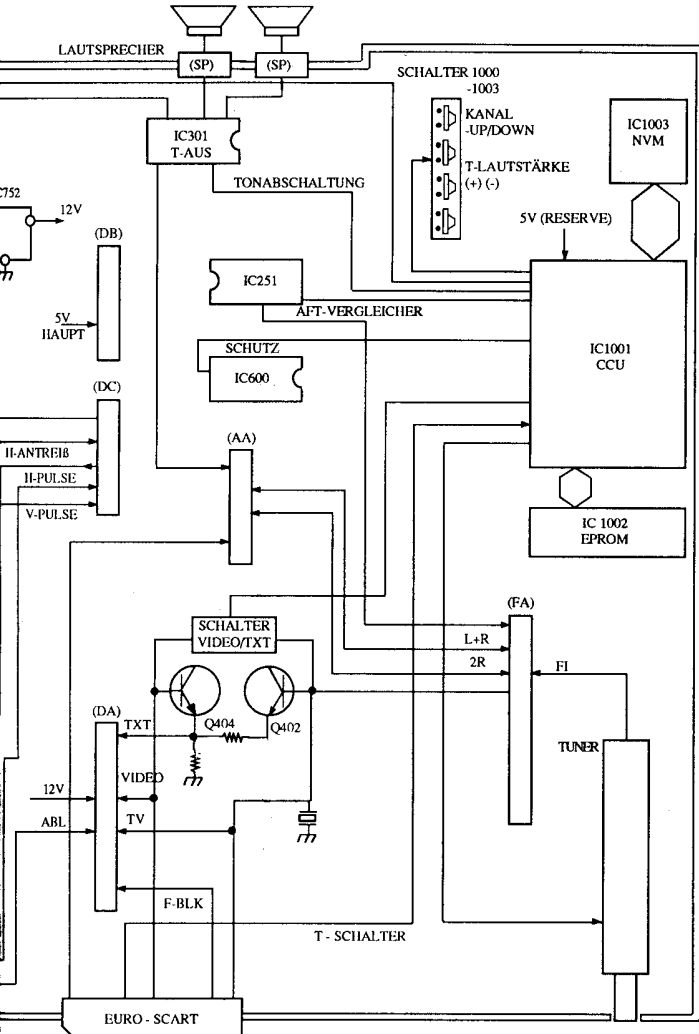 LAUTSPRECHER
(SP)
(SP)
SCHALTER 1000
-1003
KANAL
-UP/DOWN
T-LAUTSTÄRKE
(+) (-)
IC1003
NVM
IC301
T-AUS
TONABSCHALTUNG
C752
12V
5V (RESERVE)
(DB)
5V
HAUPT
IC251
AFT-VERGLEICHER
SCHUTZ
IC600
IC1001
CCU
(DC)
H-ANTREIß
H-PULSE
V-PULSE
(AA)
IC 1002
EPROM
SCHALTER
VIDEO/TXT
(FA)
L+R
2R
FI
Q404
Q402
(DA)
TXT
VIDEO
12V
ABL
TV
TUNER
F-BLK
T - SCHALTER
EURO - SCART